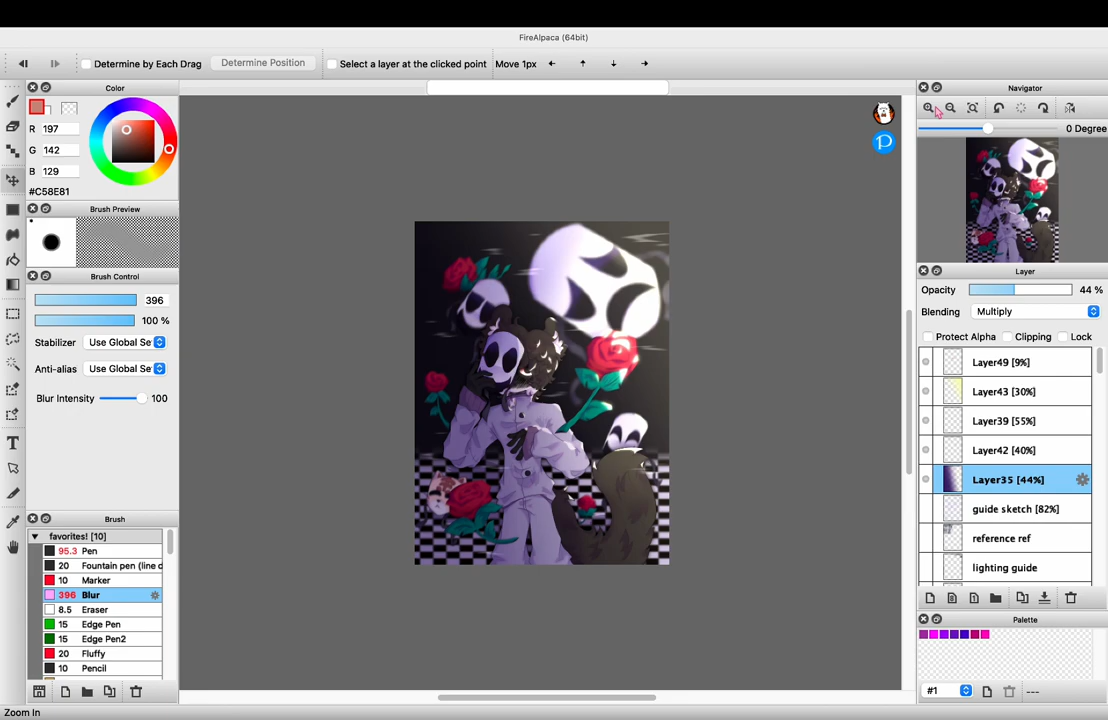 FireAlpaca (64bit)
Determine by Each Drag
Determine Position
Select a layer at the clicked point
Move 1px
Color
R 197
G 142
B 129
#C58E81
Brush Preview
Brush Control
396
100 %
Stabilizer Use Global Se
Anti-alias Use Global Se
Blur Intensity 100
Brush
favorites! [10]
95.3 Pen
20 Fountain pen (line d
10 Marker
396 Blur
8.5 Eraser
15 Edge Pen
15 Edge Pen2
20 Fluffy
10 Pencil
Zoom In
Navigator
0 Degree
Layer
Opacity 44 %
Blending Multiply
Protect Alpha Clipping Lock
Layer49 [9%]
Layer43 [30%]
Layer39 [55%]
Layer42 [40%]
Layer35 [44%]
guide sketch [82%]
reference ref
lighting guide
Palette
#1
---